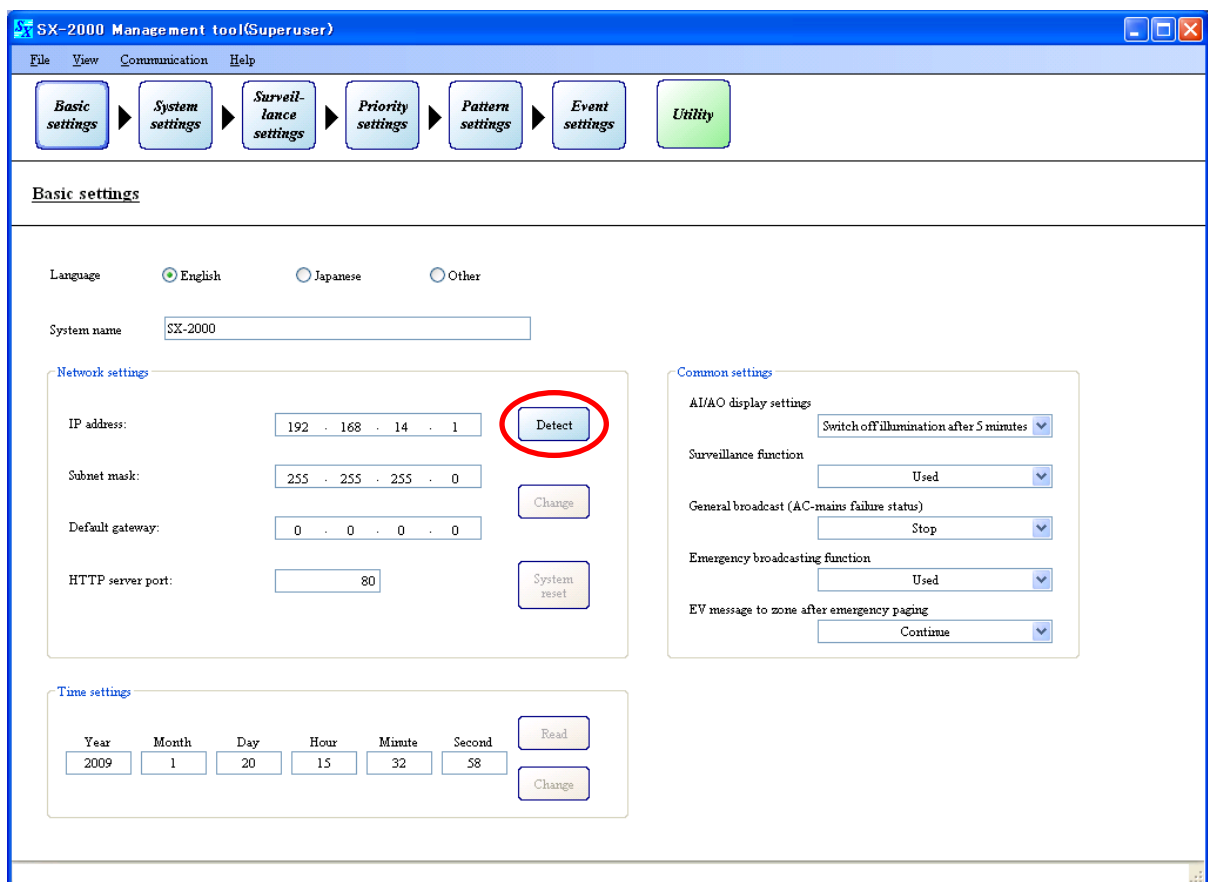 SX-2000 Management tool(Superuser)
File View Communication Help
Basic settings
System settings
Surveil-
lance
settings
Priority settings
Pattern settings
Event settings
Utility
Basic settings
Language English Japanese Other
System name SX-2000
Network settings
IP address: 192 . 168 . 14 . 1 Detect
Subnet mask: 255 . 255 . 255 . 0
Change
Default gateway: 0 . 0 . 0 . 0
HTTP server port: 80
System
reset
Common settings
AI/AO display settings
Switch off illumination after 5 minutes
Surveillance function
Used
General broadcast (AC-mains failure status)
Stop
Emergency broadcasting function
Used
EV message to zone after emergency paging
Continue
Time settings
Year Month Day Hour Minute Second
2009 1 20 15 32 58
Read
Change